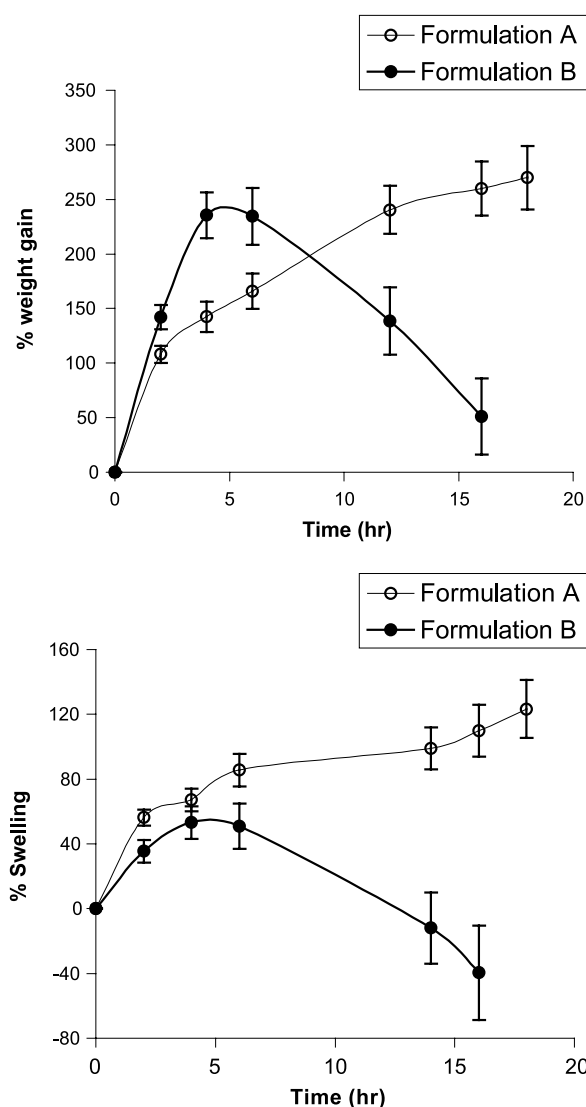 Formulation A
Formulation B
350
300
250
200
150
100
50
0
% weight gain
0 5 10 15 20
Time (hr)
Formulation A
Formulation B
160
120
80
40
0
-40
-80
% Swelling
0 5 10 15 20
Time (hr)